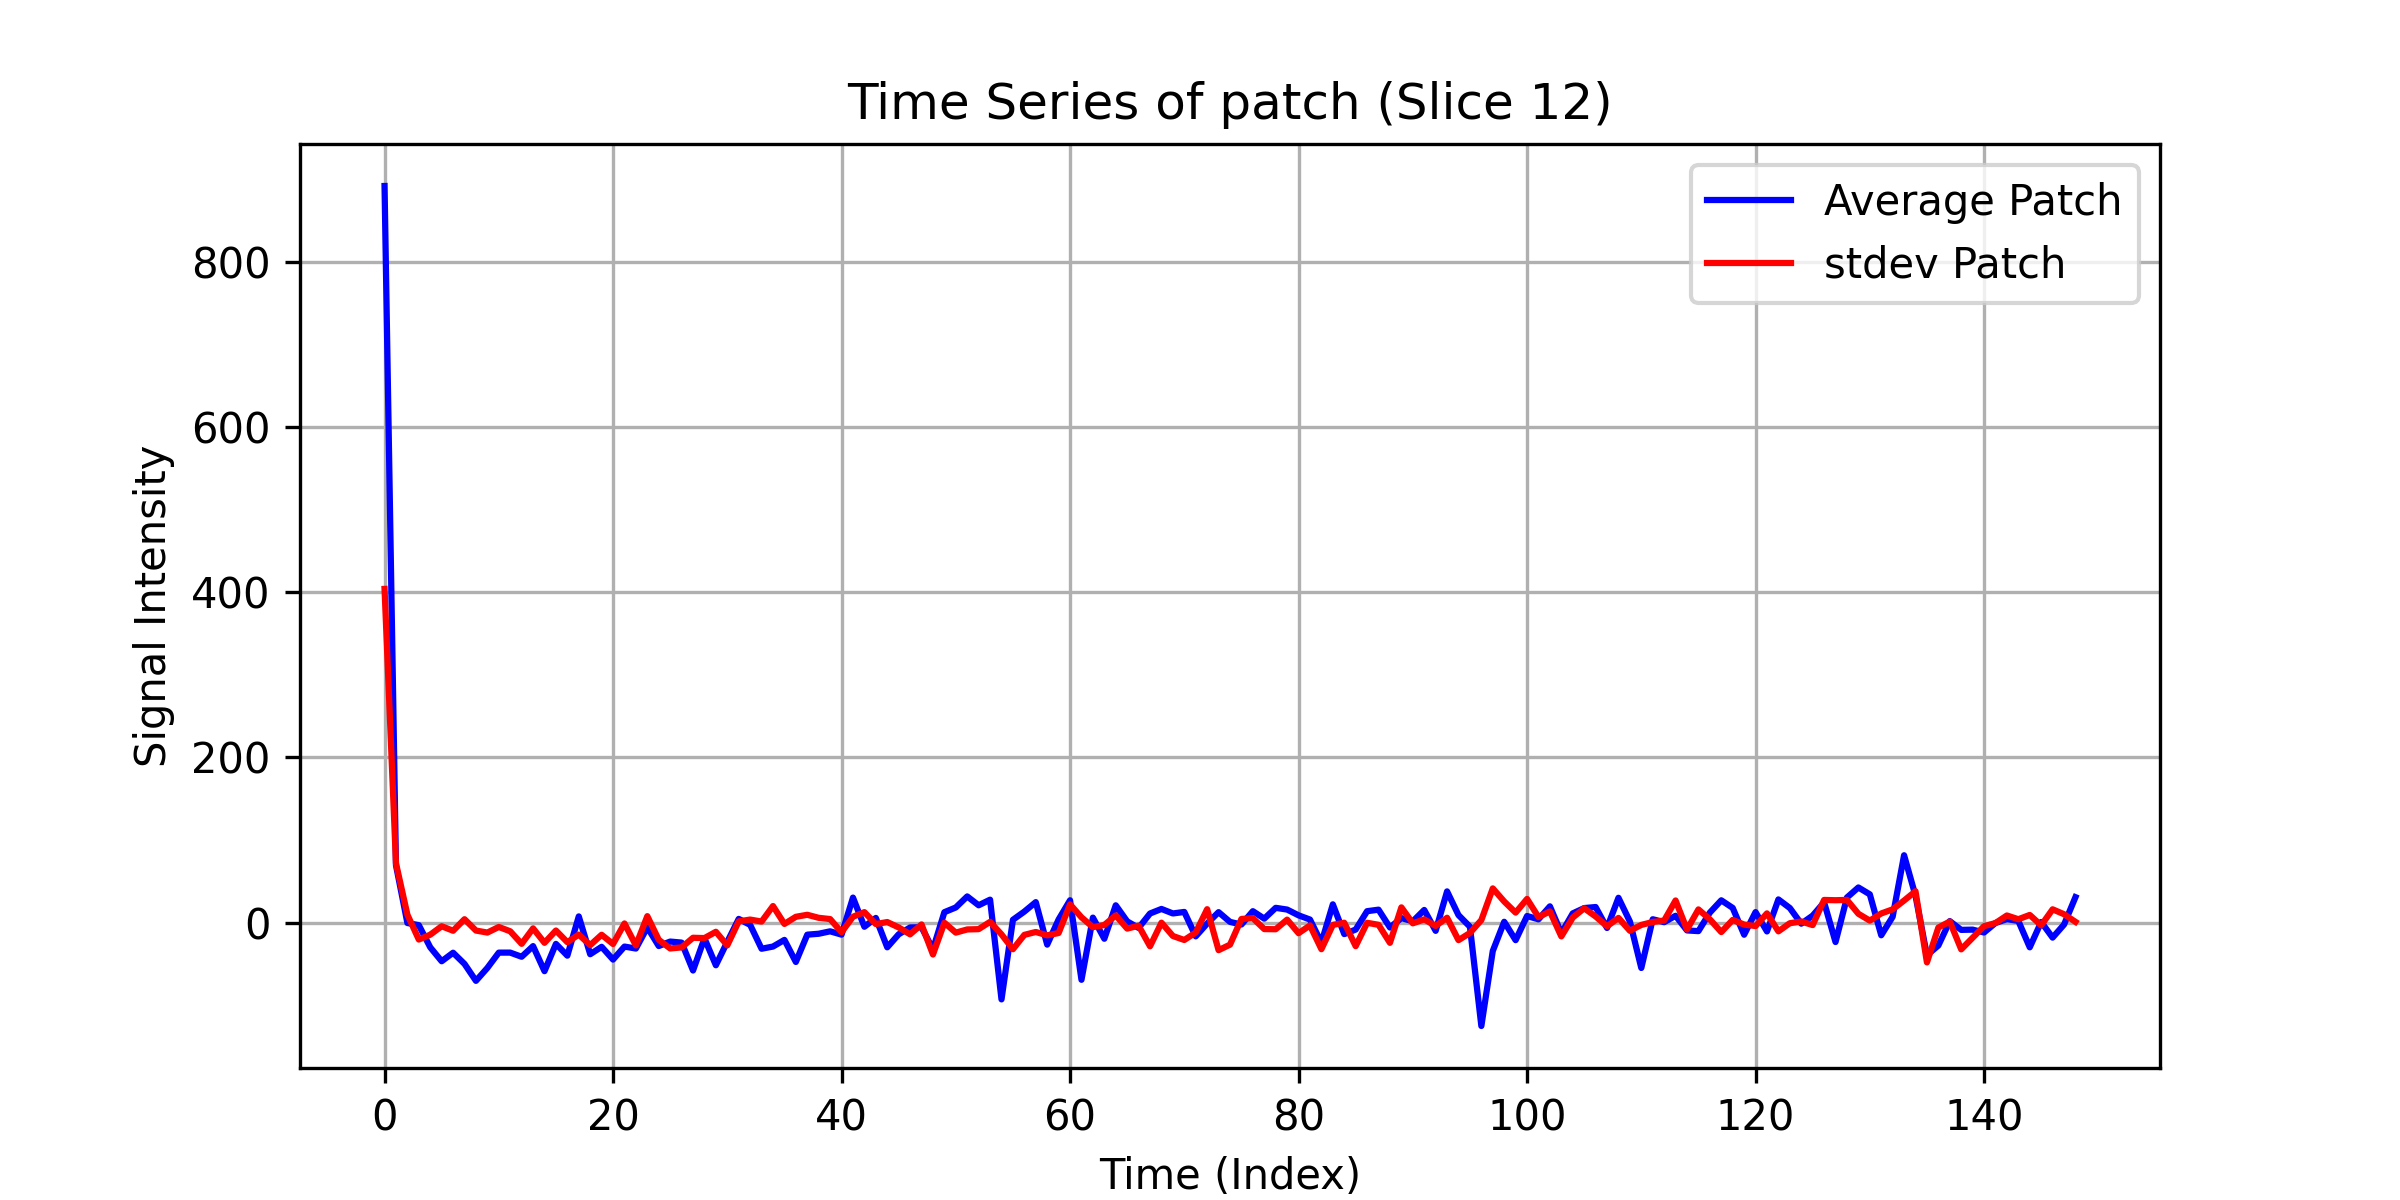 Time Series of patch (Slice 12)
Average Patch
stdev Patch
Signal Intensity
800
600
400
200
0
0 20 40 60 80 100 120 140
Time (Index)